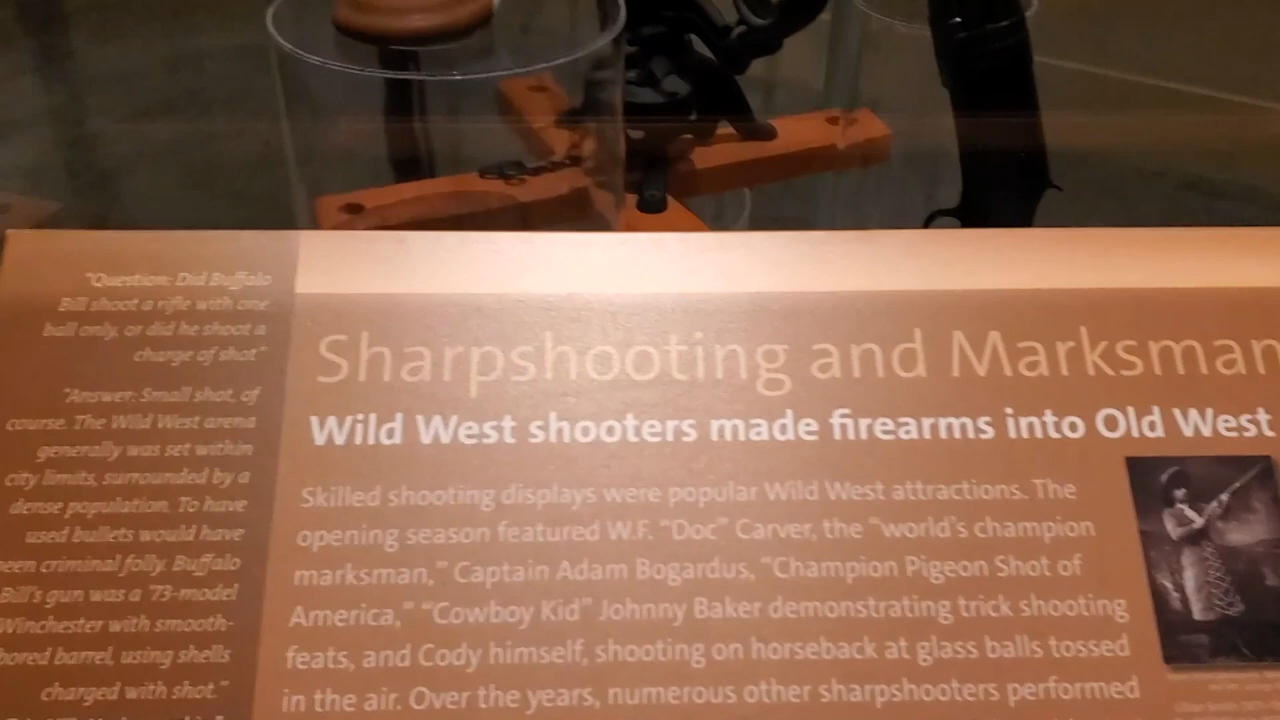 "Question: Did Buffalo
Bill shoot a rifle with one
ball only, or did he shoot a
charge of shot"
"Answer: Small shot, of
course. The Wild West arena
generally was set within
city limits, surrounded by a
dense population. To have
used bullets would have
been criminal folly. Buffalo
Bill's gun was a '73-model
Winchester with smooth-
bored barrel, using shells
charged with shot."
Sharpshooting and Marksman
Wild West shooters made firearms into Old West
Skilled shooting displays were popular Wild West attractions. The
opening season featured W.F. "Doc" Carver, the "world's champion
marksman," Captain Adam Bogardus, "Champion Pigeon Shot of
America," "Cowboy Kid" Johnny Baker demonstrating trick shooting
feats, and Cody himself, shooting on horseback at glass balls tossed
in the air. Over the years, numerous other sharpshooters performed